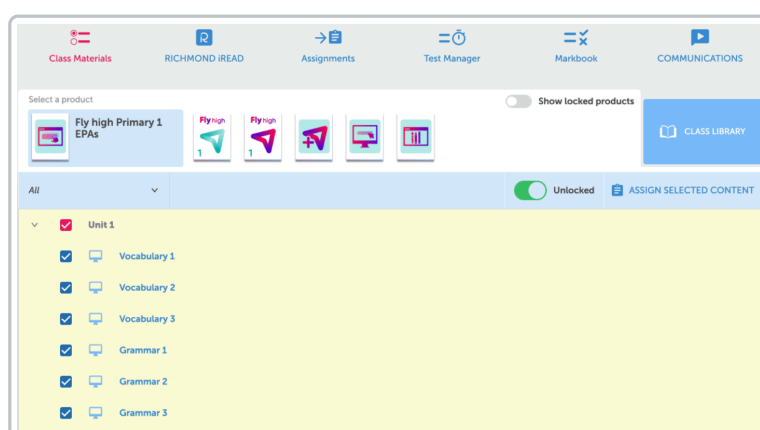 Class Materials
RICHMOND iREAD
Assignments
Test Manager
Markbook
COMMUNICATIONS
Select a product
Show locked products
Fly high Primary 1
EPAs
Fly high
1
Fly high
1
CLASS LIBRARY
All
Unlocked
ASSIGN SELECTED CONTENT
Unit 1
Vocabulary 1
Vocabulary 2
Vocabulary 3
Grammar 1
Grammar 2
Grammar 3